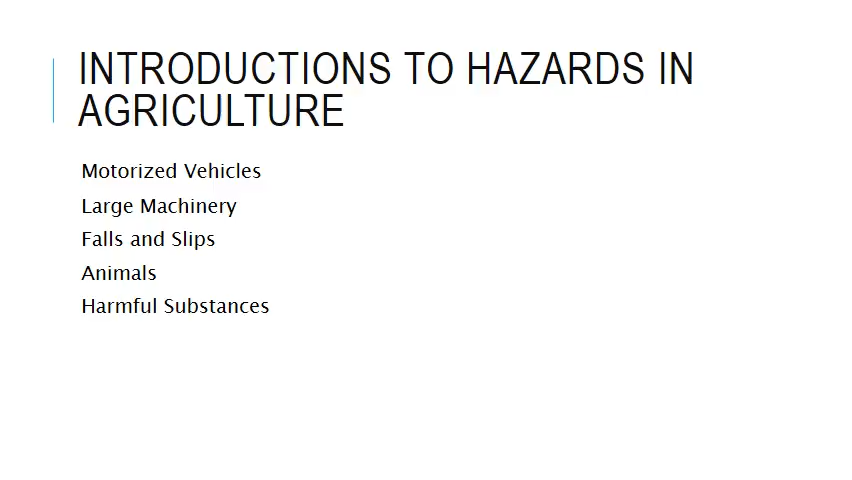 INTRODUCTIONS TO HAZARDS IN
AGRICULTURE
Motorized Vehicles
Large Machinery
Falls and Slips
Animals
Harmful Substances